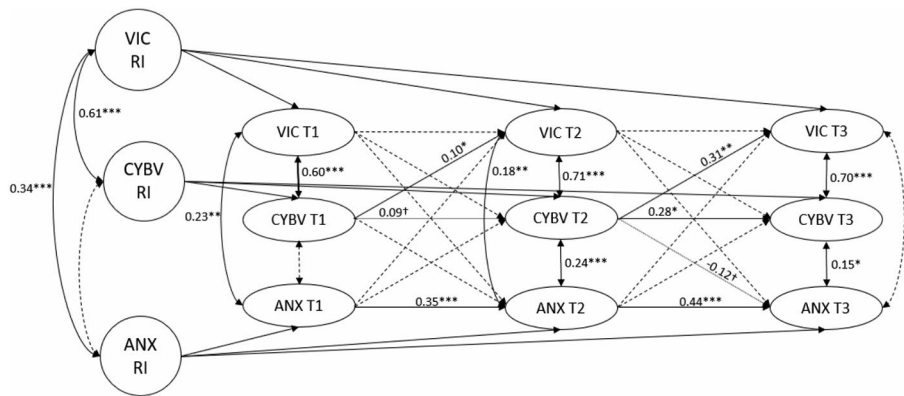 VIC
RI
0.61***
CYBV
RI
0.34***
ANX
RI
VIC T1
0.60***
0.23**
CYBV T1
ANX T1
0.10*
0.09†
0.35***
VIC T2
0.18**
0.71***
CYBV T2
0.24***
ANX T2
0.31**
0.28*
-0.12†
0.44***
VIC T3
0.70***
CYBV T3
0.15*
ANX T3